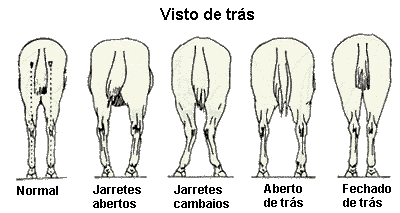 Visto de trás
Normal
Jarretes
abertos
Jarretes
cambaios
Aberto
de trás
Fechado
de trás